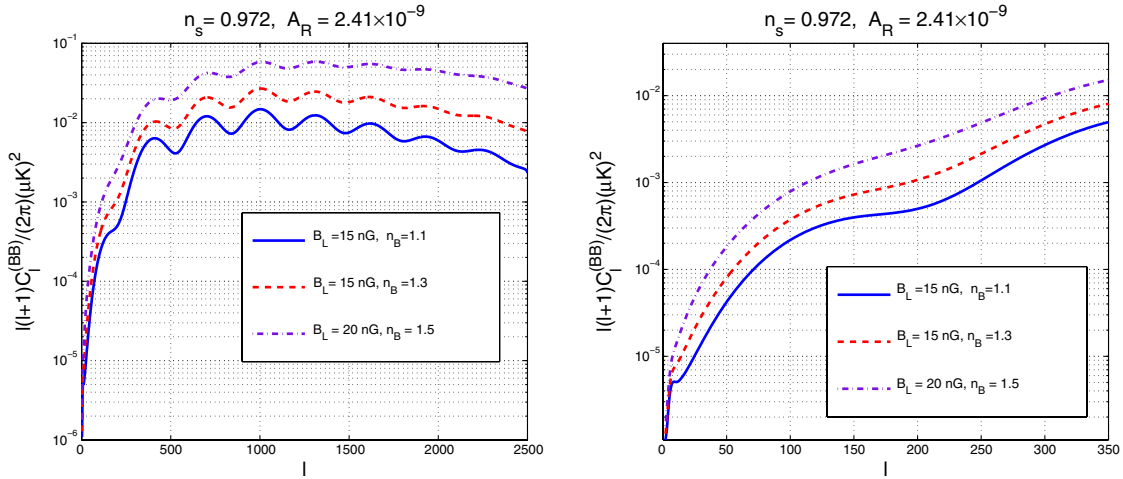 n_s= 0.972, A_R = 2.41×10^−9
l(l+1)C_l^(BB)/(2π)(μK)^2
10^−1
10^−2
10^−3
10^−4
10^−5
10^−6
B_L =15 nG, n_B=1.1
B_L = 15 nG, n_B=1.3
B_L = 20 nG, n_B = 1.5
0 500 1000 1500 2000 2500
l
n_s= 0.972, A_R = 2.41×10^−9
l(l+1)C_l^(BB)/(2π)(μK)^2
10^−2
10^−3
10^−4
10^−5
B_L =15 nG, n_B=1.1
B_L = 15 nG, n_B=1.3
B_L = 20 nG, n_B = 1.5
0 50 100 150 200 250 300 350
l